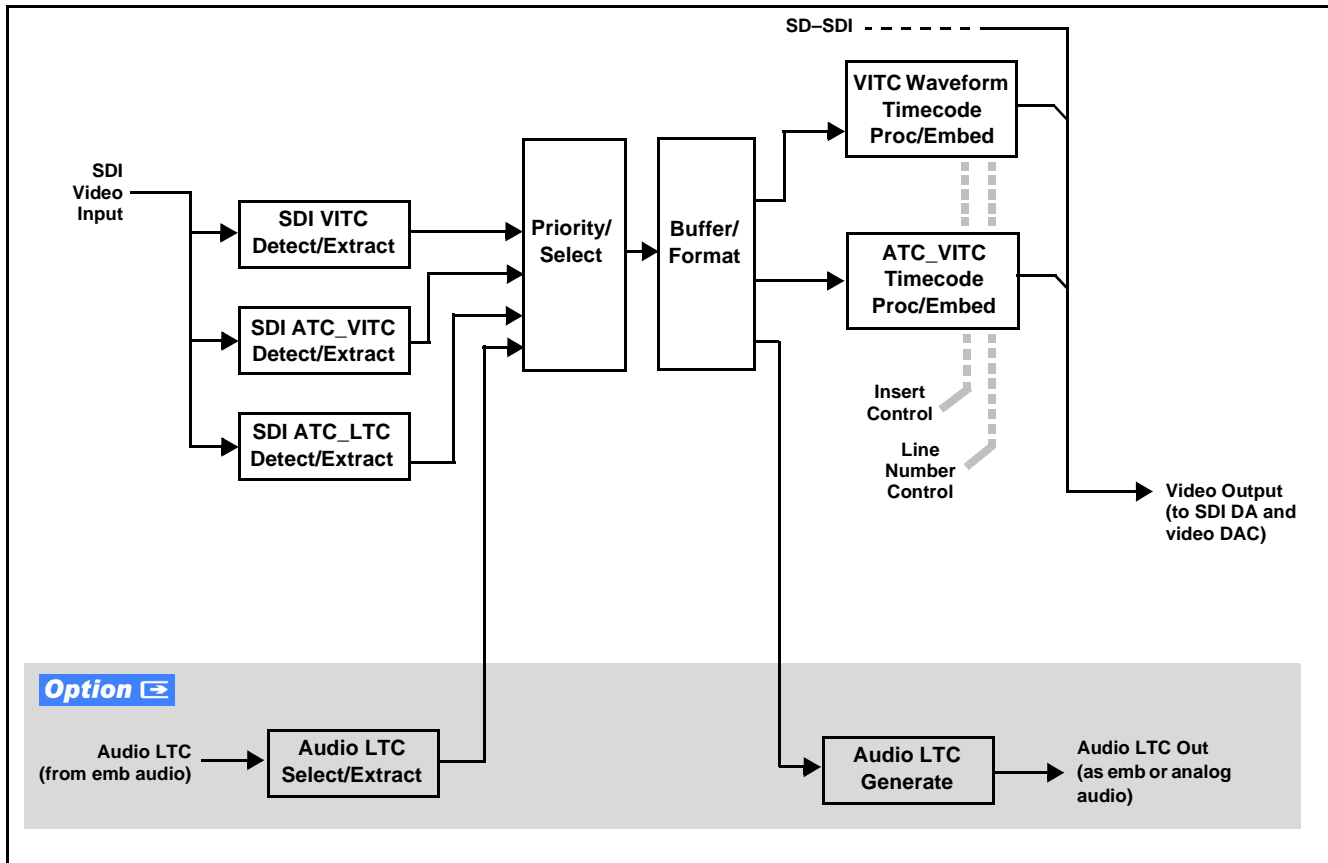 SD–SDI
VITC Waveform
Timecode
Proc/Embed
SDI
Video
Input
SDI VITC
Detect/Extract
Priority/
Select
Buffer/
Format
ATC_VITC
Timecode
Proc/Embed
SDI ATC_VITC
Detect/Extract
SDI ATC_LTC
Detect/Extract
Insert
Control
Line
Number
Control
Video Output
(to SDI DA and
video DAC)
Option
Audio LTC
(from emb audio)
Audio LTC
Select/Extract
Audio LTC
Generate
Audio LTC Out
(as emb or analog
audio)